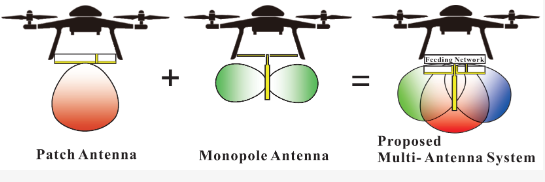 Feeding Network
Patch Antenna
Monopole Antenna
Proposed
Multi- Antenna System